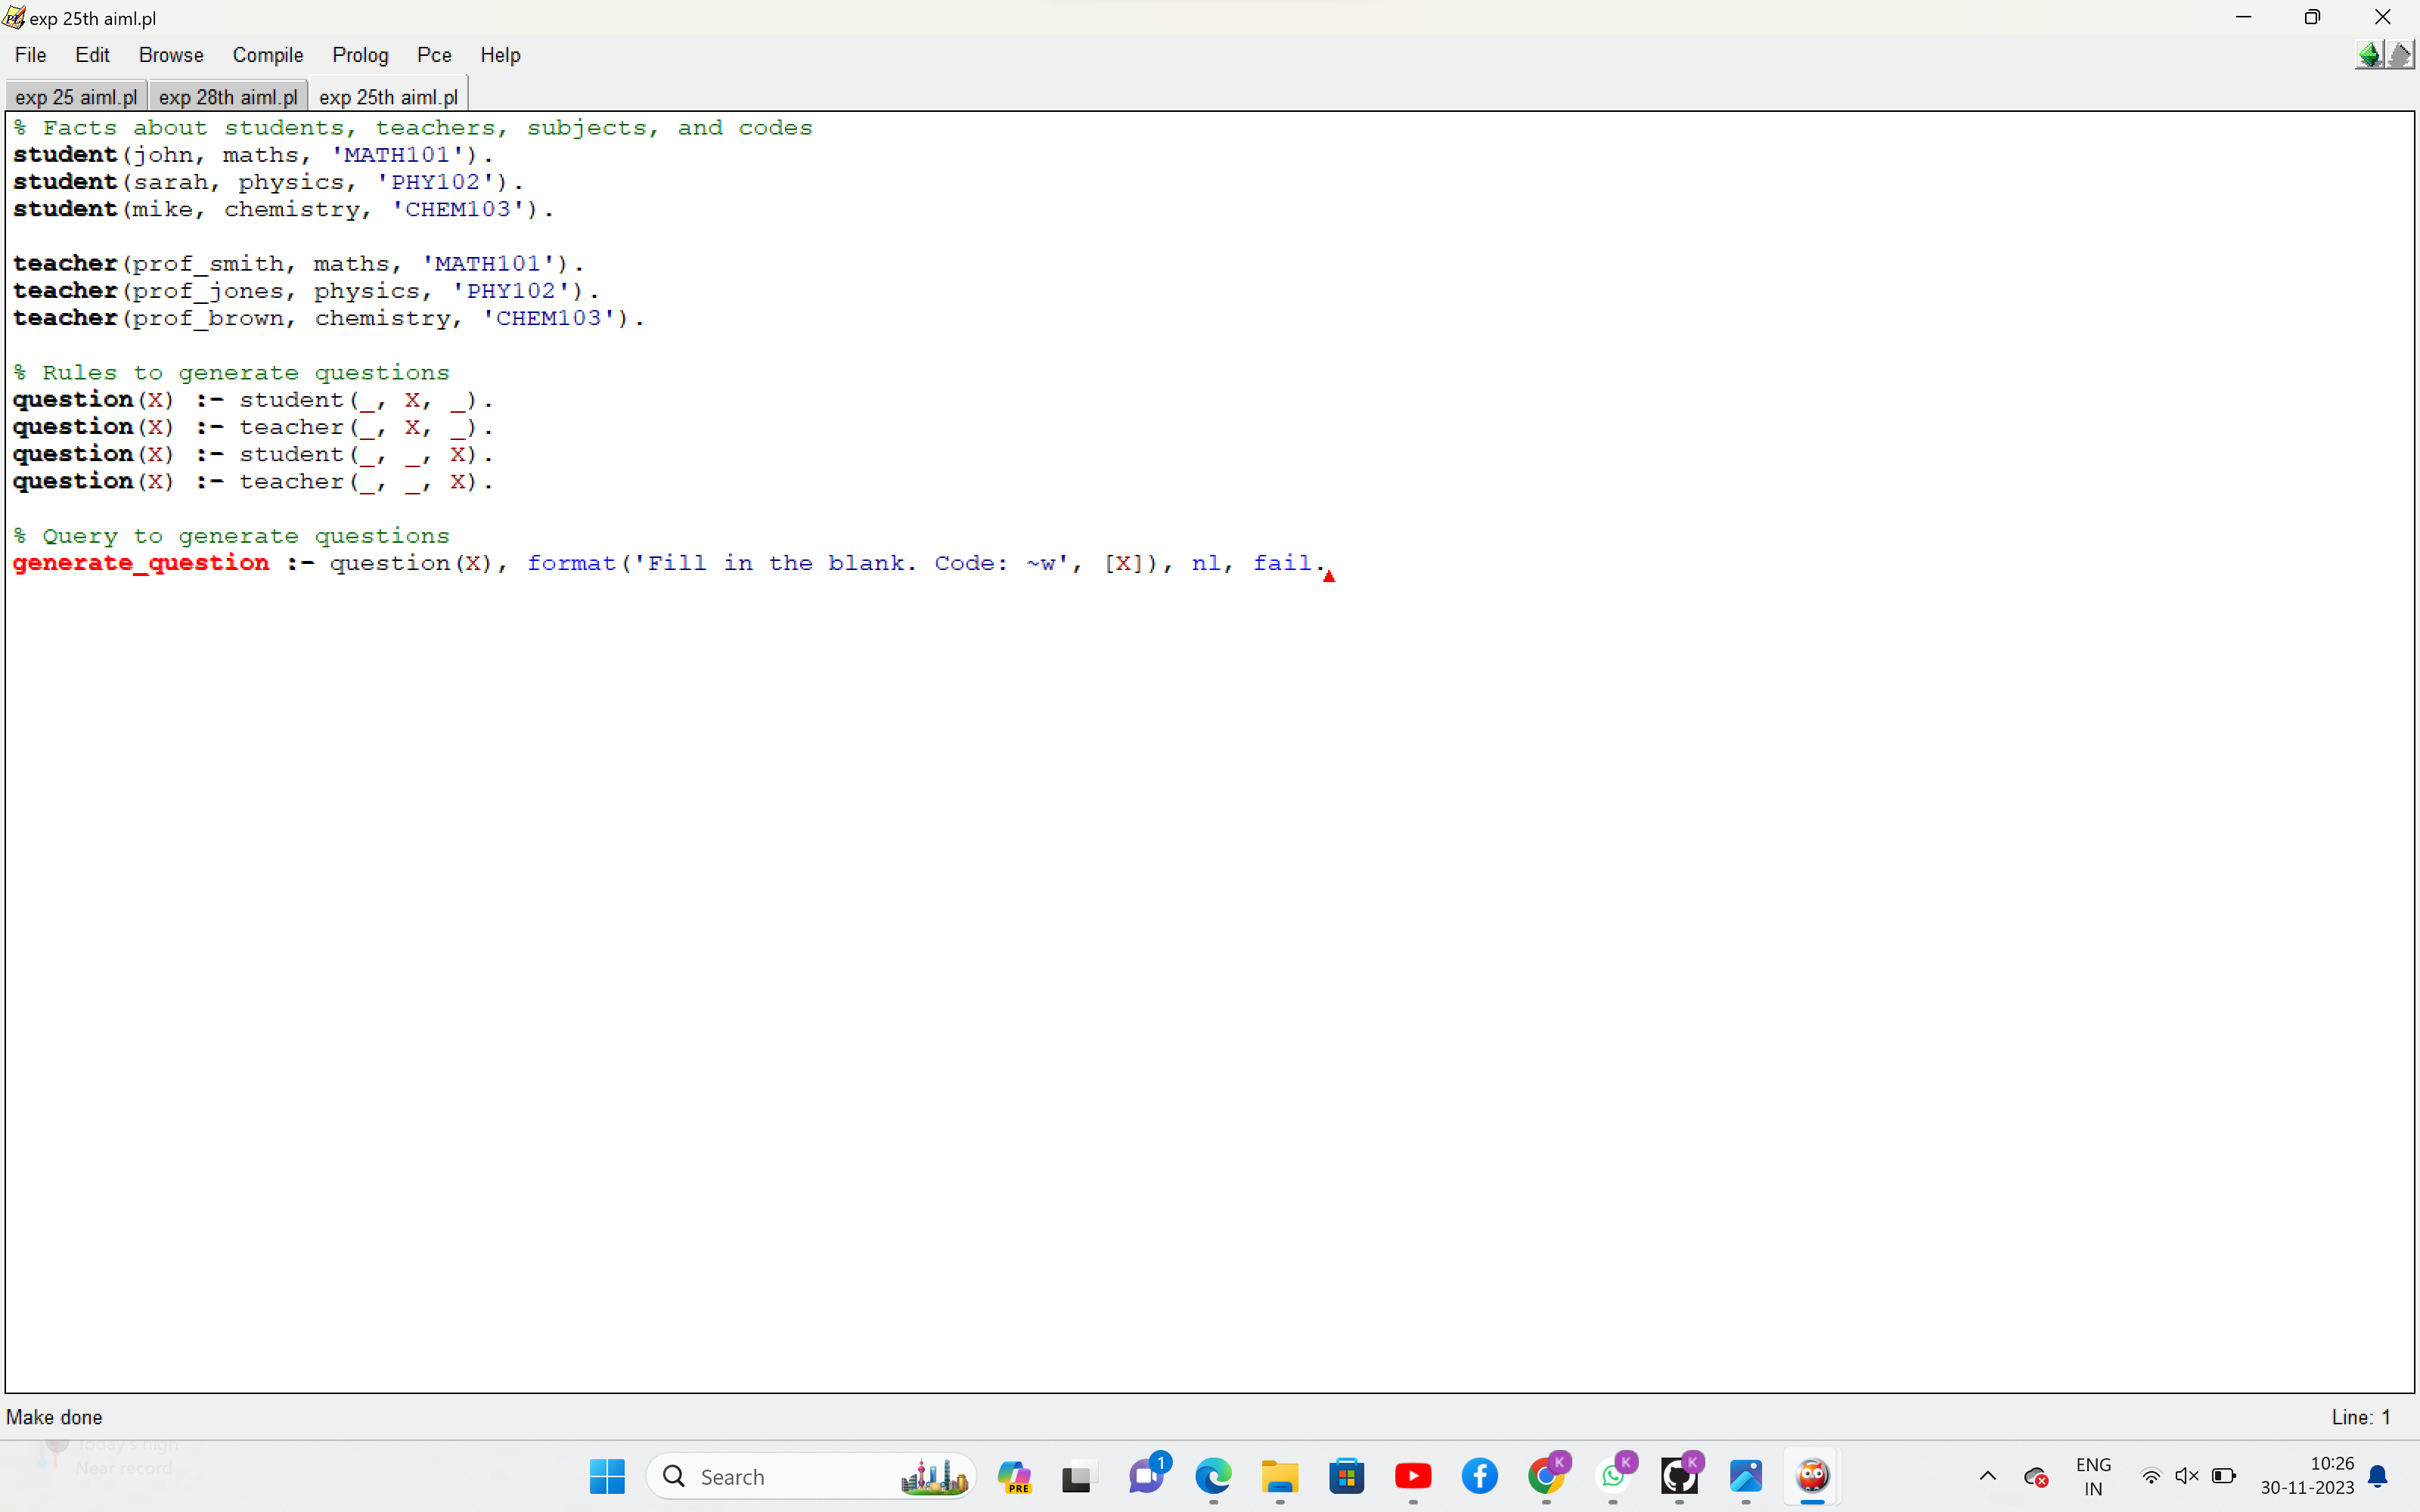 exp 25th aiml.pl
File Edit Browse Compile Prolog Pce Help
exp 25 aiml.pl exp 28th aiml.pl exp 25th aiml.pl
% Facts about students, teachers, subjects, and codes
student(john, maths, 'MATH101').
student(sarah, physics, 'PHY102').
student(mike, chemistry, 'CHEM103').
teacher(prof_smith, maths, 'MATH101').
teacher(prof_jones, physics, 'PHY102').
teacher(prof_brown, chemistry, 'CHEM103').
% Rules to generate questions
question(X) :- student(_, X, _).
question(X) :- teacher(_, X, _).
question(X) :- student(_, _, X).
question(X) :- teacher(_, _, X).
% Query to generate questions
generate_question :- question(X), format('Fill in the blank. Code: ~w', [X]), nl, fail.
Make done Line: 1
Today's high
Near record
Search
PRE
1
K
K
K
ENG
IN
10:26
30-11-2023